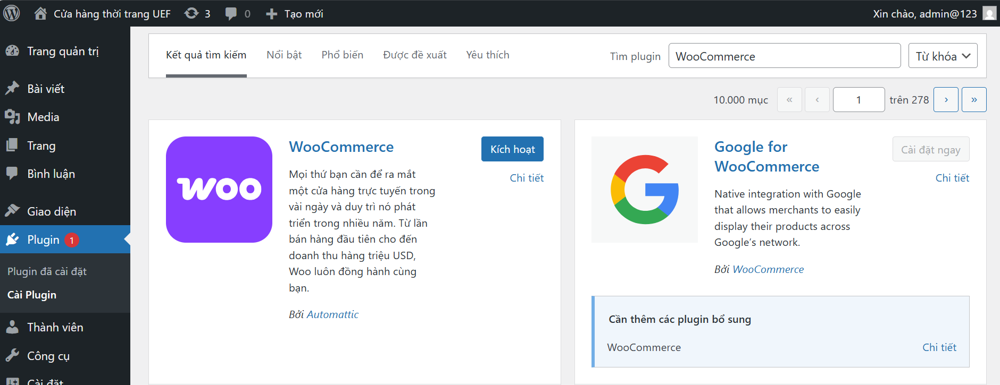 Cửa hàng thời trang UEF 3 0 Tạo mới Xin chào, admin@123
Trang quản trị
Bài viết
Media
Trang
Bình luận
Giao diện
Plugin 1
Plugin đã cài đặt
Cài Plugin
Thành viên
Công cụ
Cài đặt
Kết quả tìm kiếm Nổi bật Phổ biến Được đề xuất Yêu thích Tìm plugin WooCommerce Từ khóa
10.000 mục « ‹ 1 trên 278 › »
woo
WooCommerce
Kích hoạt
Chi tiết
Mọi thứ bạn cần để ra mắt
một cửa hàng trực tuyến trong
vài ngày và duy trì nó phát
triển trong nhiều năm. Từ lần
bán hàng đầu tiên cho đến
doanh thu hàng triệu USD,
Woo luôn đồng hành cùng
bạn.
Bởi Automattic
Google for
WooCommerce
Cài đặt ngay
Chi tiết
Native integration with Google
that allows merchants to easily
display their products across
Google’s network.
Bởi WooCommerce
Cần thêm các plugin bổ sung
WooCommerce Chi tiết